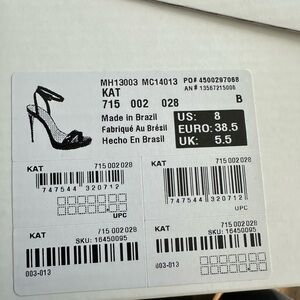 MH13003 MC14013 PO# 4500297068
KAT AN# 13567215006
715 002 028 B
Made in Brazil
Fabriqué Au Brésil
Hecho En Brasil
US: 8
EURO: 38.5
UK: 5.5
KAT 715 002 028
747544 320712
UPC
KAT 715 002 028
747544 320712
UPC
KAT 715 002 028
SKU: 16450095
003-013
KAT 715 002 028
SKU: 16450095
003-013